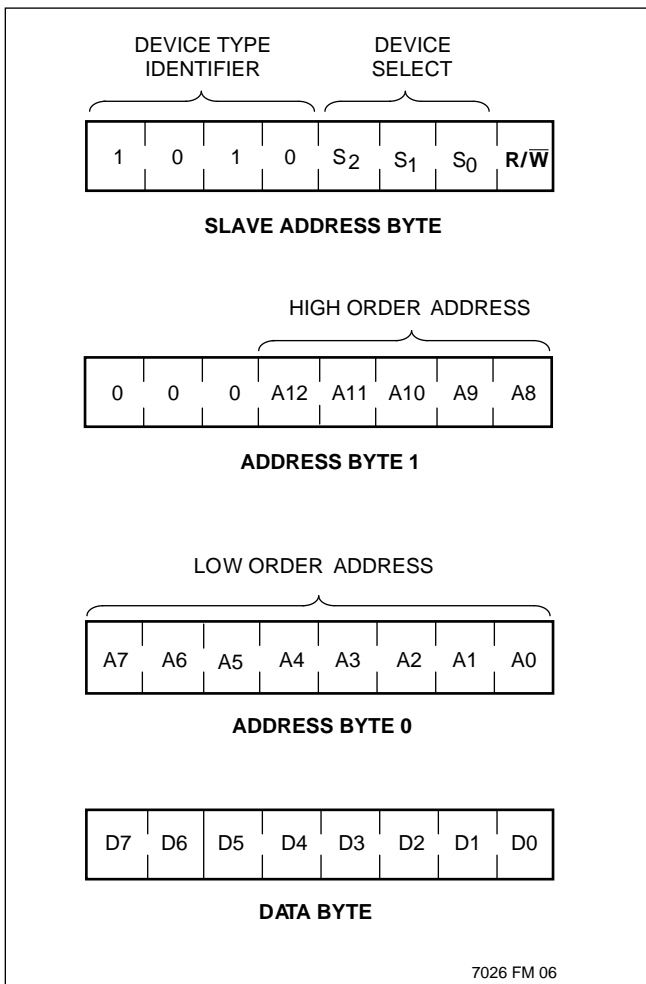 DEVICE TYPE IDENTIFIER DEVICE SELECT
1 0 1 0 S2 S1 S0 R/W̅
SLAVE ADDRESS BYTE
HIGH ORDER ADDRESS
0 0 0 A12 A11 A10 A9 A8
ADDRESS BYTE 1
LOW ORDER ADDRESS
A7 A6 A5 A4 A3 A2 A1 A0
ADDRESS BYTE 0
D7 D6 D5 D4 D3 D2 D1 D0
DATA BYTE
7026 FM 06